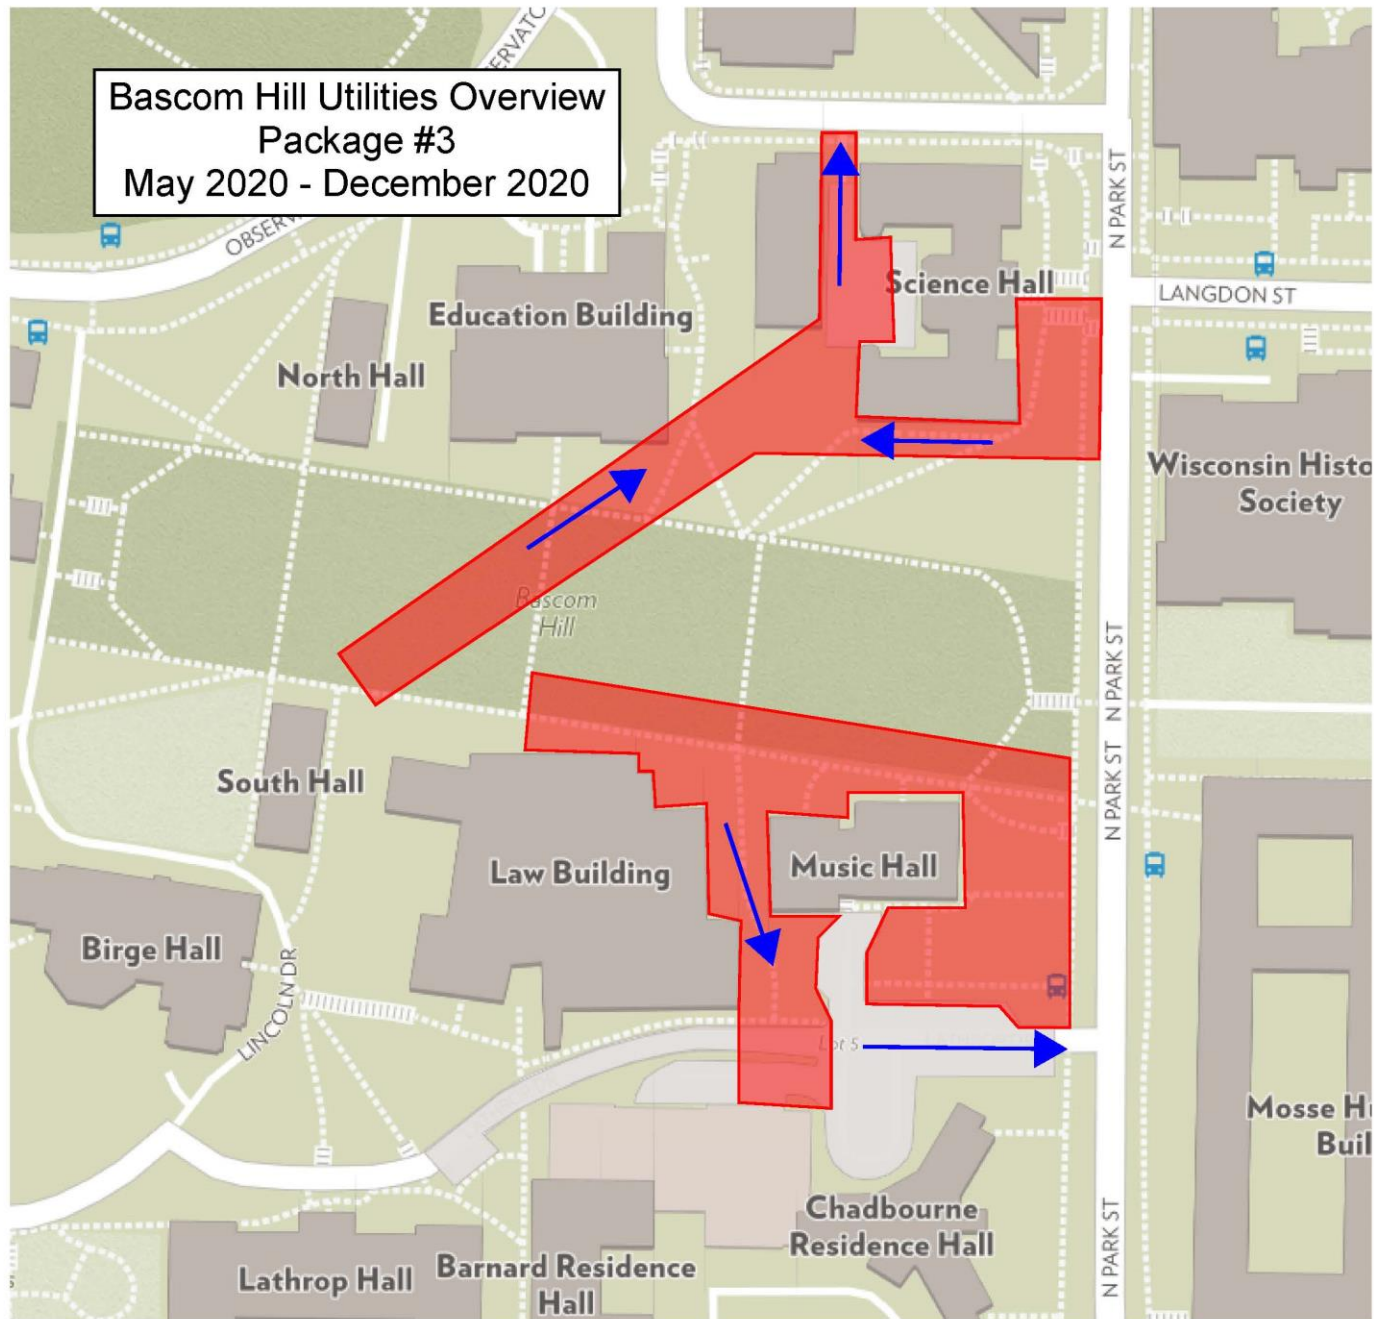 Bascom Hill Utilities Overview
Package #3
May 2020 - December 2020
N PARK ST
Science Hall
LANGDON ST
Education Building
North Hall
Wisconsin Histo
Society
Bascom
Hill
N PARK ST
South Hall
N PARK ST
Law Building
Music Hall
Birge Hall
LINCOLN DR
Lot 5
Mosse H
Buil
Chadbourne
Residence Hall
N PARK ST
Barnard Residence
Hall
Lathrop Hall